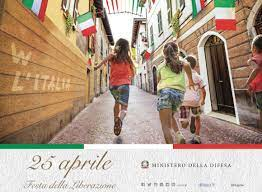 W
L'ITALIA
25 aprile
Festa della Liberazione
MINISTERO DELLA DIFESA